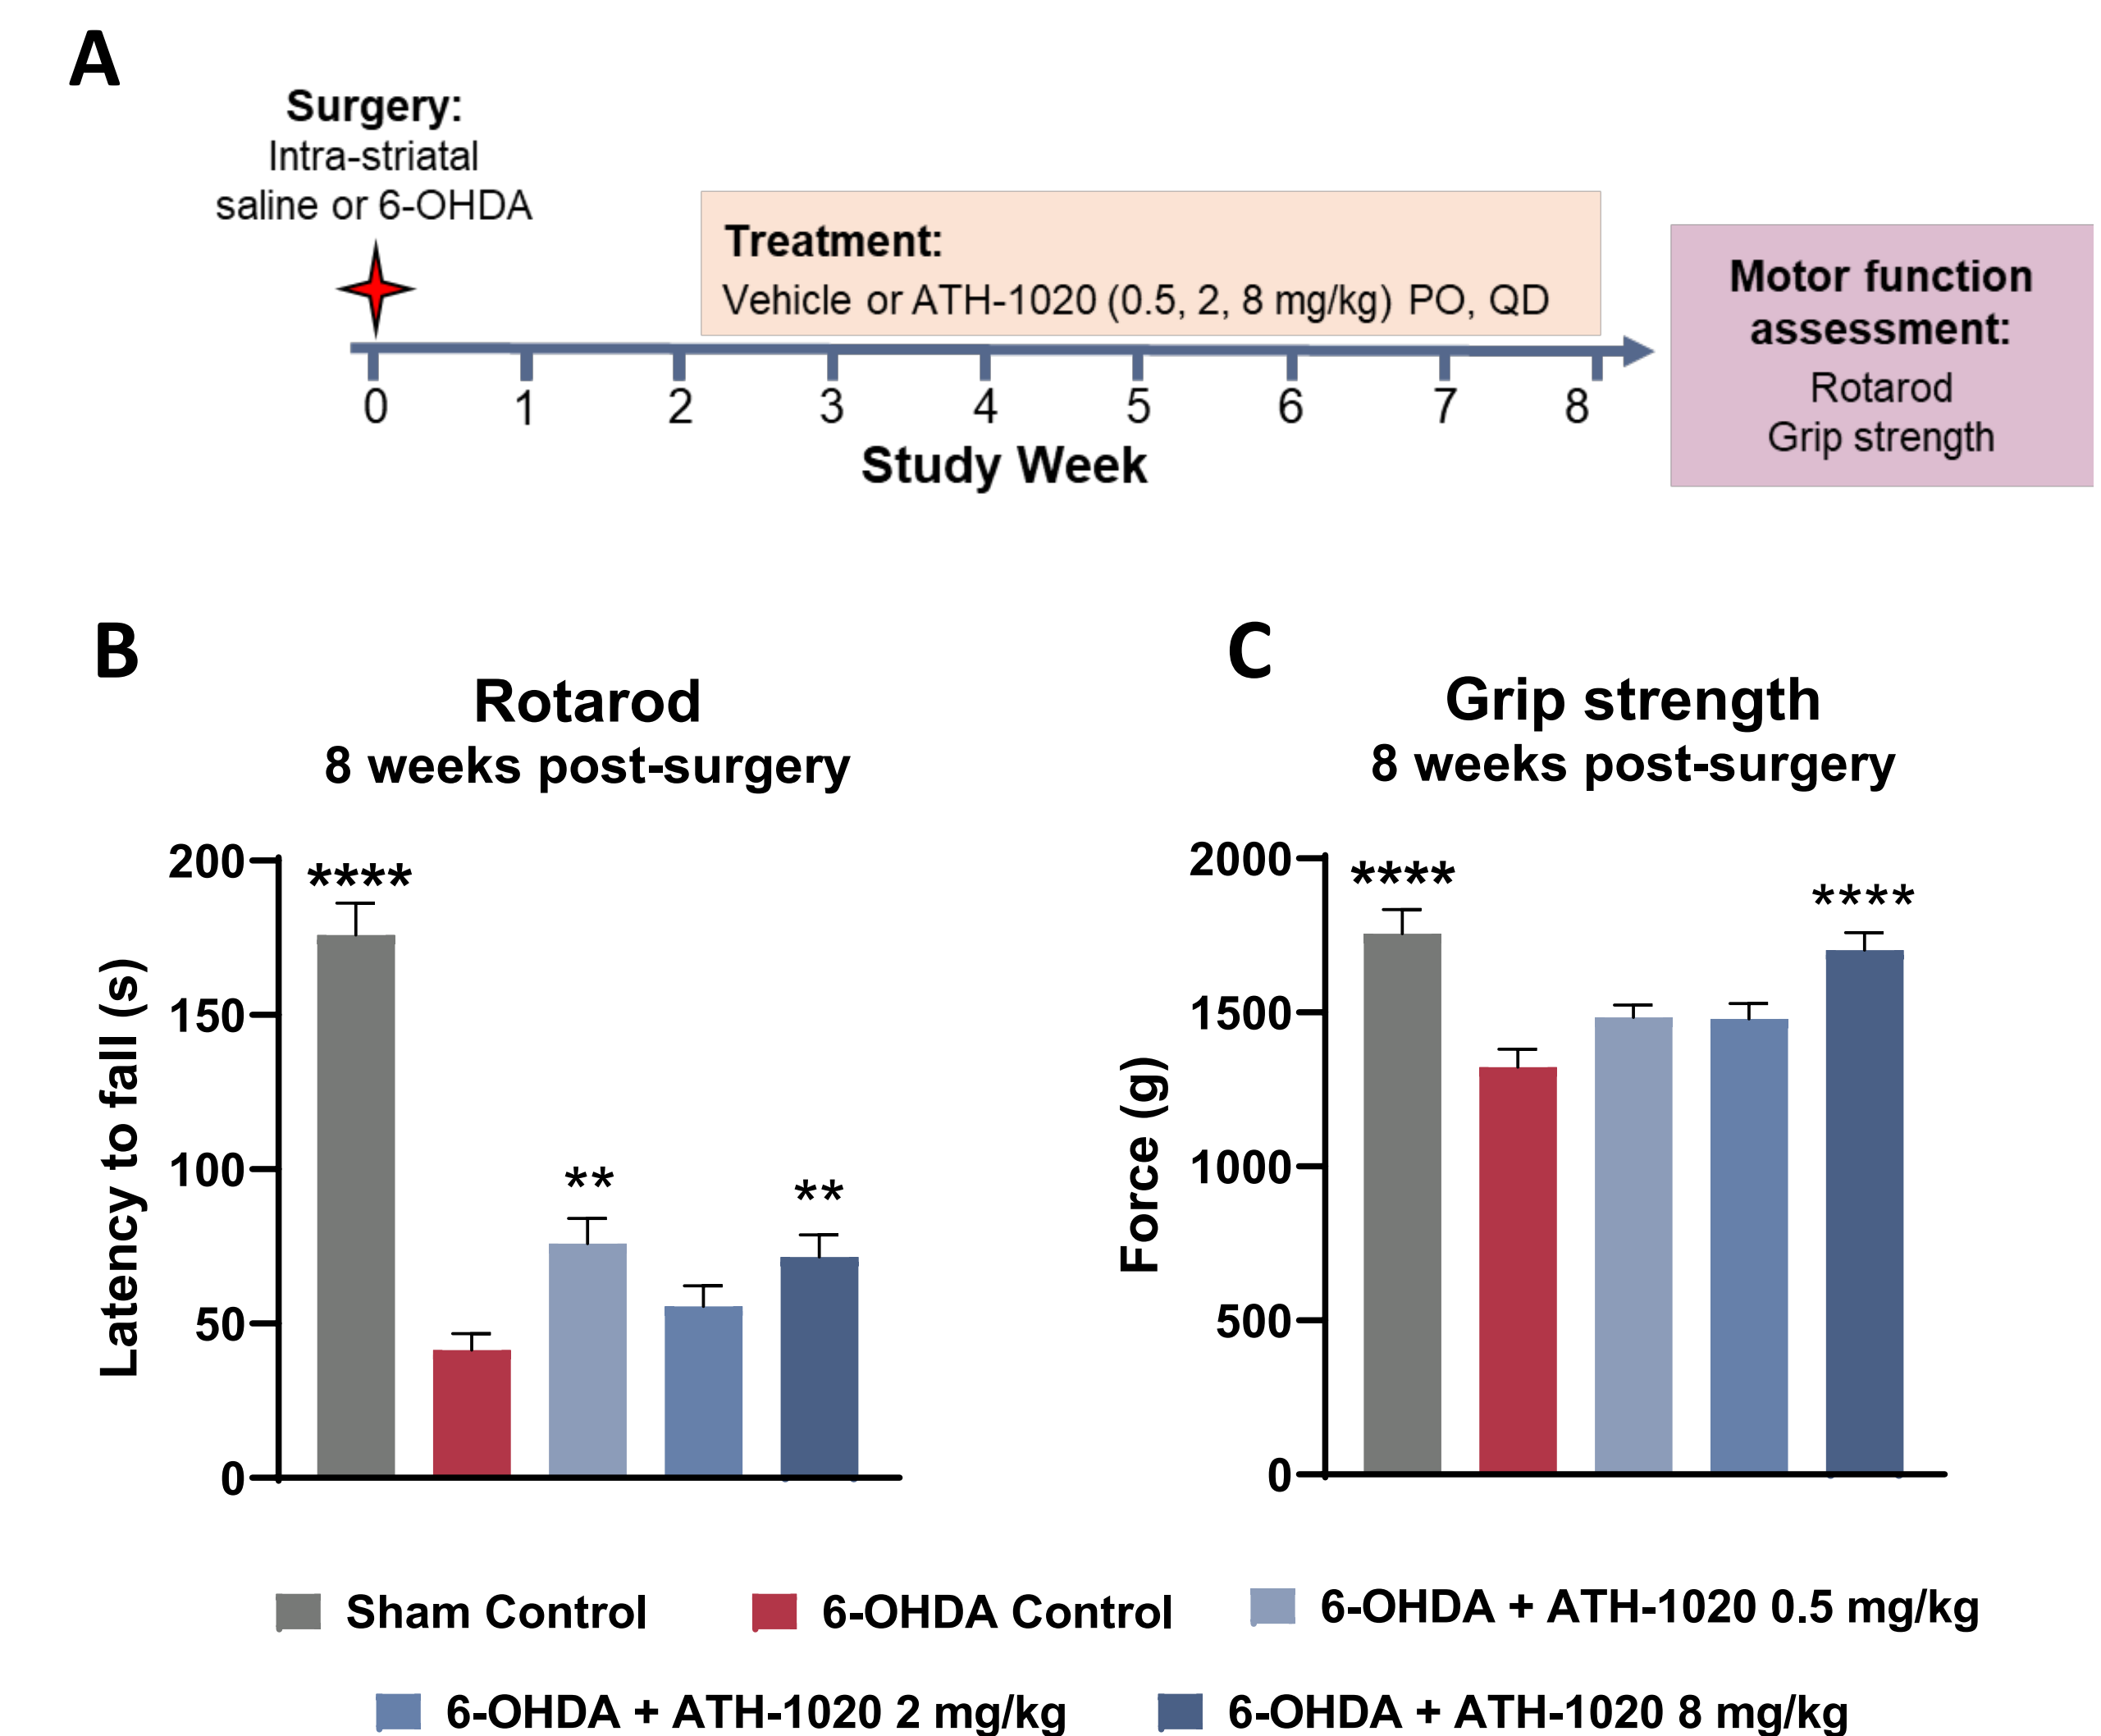 A
Surgery:
Intra-striatal
saline or 6-OHDA
Treatment:
Vehicle or ATH-1020 (0.5, 2, 8 mg/kg) PO, QD
Motor function
assessment:
Rotarod
Grip strength
0 1 2 3 4 5 6 7 8
Study Week
B
Rotarod
8 weeks post-surgery
Latency to fall (s)
200
150
100
50
0
****
**
**
C
Grip strength
8 weeks post-surgery
Force (g)
2000
1500
1000
500
0
****
****
Sham Control
6-OHDA Control
6-OHDA + ATH-1020 0.5 mg/kg
6-OHDA + ATH-1020 2 mg/kg
6-OHDA + ATH-1020 8 mg/kg